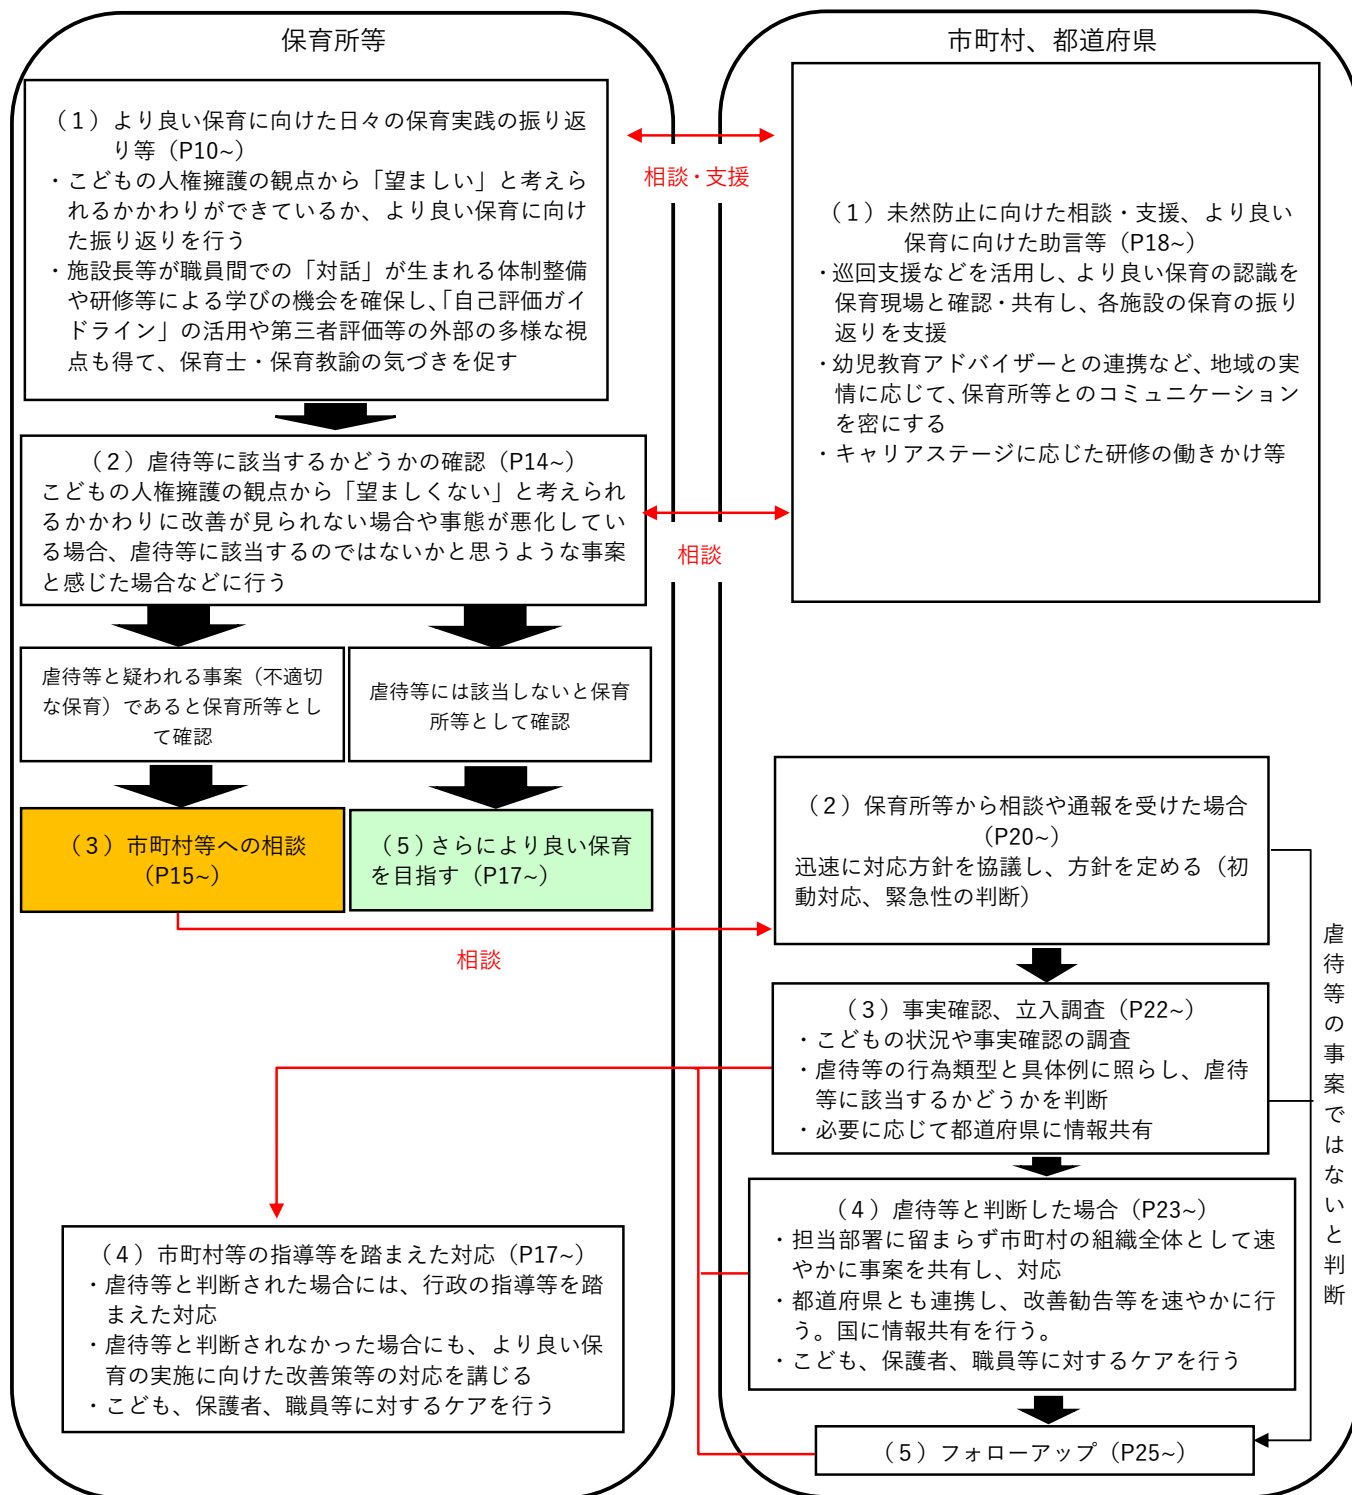 保育所等
（１）より良い保育に向けた日々の保育実践の振り返
り等（P10~）
・こどもの人権擁護の観点から「望ましい」と考えら
れるかかわりができているか、より良い保育に向け
た振り返りを行う
・施設長等が職員間での「対話」が生まれる体制整備
や研修等による学びの機会を確保し、「自己評価ガイ
ドライン」の活用や第三者評価等の外部の多様な視
点も得て、保育士・保育教諭の気づきを促す
（２）虐待等に該当するかどうかの確認（P14~）
こどもの人権擁護の観点から「望ましくない」と考えられ
るかかわりに改善が見られない場合や事態が悪化してい
る場合、虐待等に該当するのではないかと思うような事案
と感じた場合などに行う
虐待等と疑われる事案（不適切
な保育）であると保育所等とし
て確認
虐待等には該当しないと保育
所等として確認
（３）市町村等への相談
（P15~）
（５）さらにより良い保育
を目指す（P17~）
（４）市町村等の指導等を踏まえた対応（P17~）
・虐待等と判断された場合には、行政の指導等を踏
まえた対応
・虐待等と判断されなかった場合にも、より良い保
育の実施に向けた改善策等の対応を講じる
・こども、保護者、職員等に対するケアを行う
相談・支援
相談
相談
市町村、都道府県
（１）未然防止に向けた相談・支援、より良い
保育に向けた助言等（P18~）
・巡回支援などを活用し、より良い保育の認識を
保育現場と確認・共有し、各施設の保育の振り
返りを支援
・幼児教育アドバイザーとの連携など、地域の実
情に応じて、保育所等とのコミュニケーション
を密にする
・キャリアステージに応じた研修の働きかけ等
（２）保育所等から相談や通報を受けた場合
（P20~）
迅速に対応方針を協議し、方針を定める（初
動対応、緊急性の判断）
（３）事実確認、立入調査（P22~）
・こどもの状況や事実確認の調査
・虐待等の行為類型と具体例に照らし、虐待
等に該当するかどうかを判断
・必要に応じて都道府県に情報共有
（４）虐待等と判断した場合（P23~）
・担当部署に留まらず市町村の組織全体として速
やかに事案を共有し、対応
・都道府県とも連携し、改善勧告等を速やかに行
う。国に情報共有を行う。
・こども、保護者、職員等に対するケアを行う
（５）フォローアップ（P25~）
虐待等の事案ではないと判断